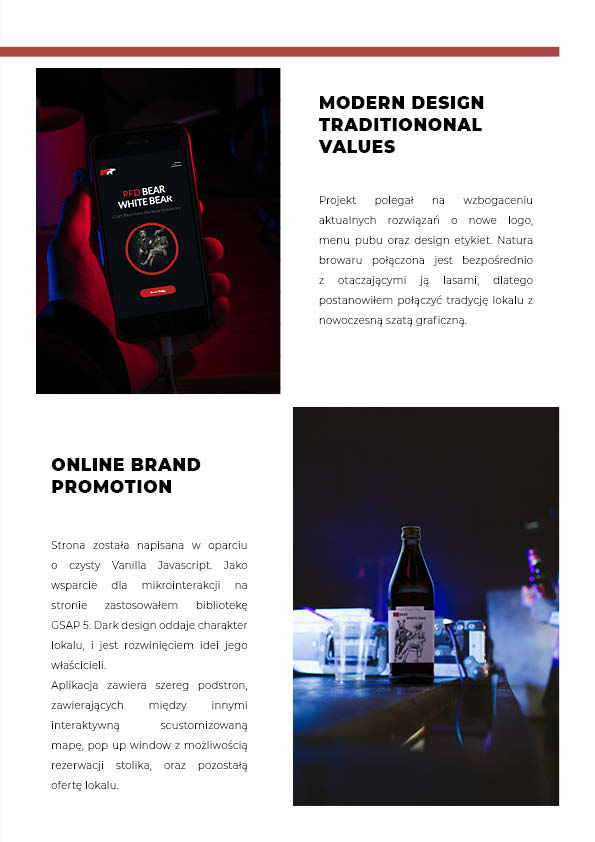 MODERN DESIGN
TRADITIONONAL
VALUES
Projekt polegał na wzbogaceniu
aktualnych rozwiązań o nowe logo,
menu pubu oraz design etykiet. Natura
browaru połączona jest bezpośrednio
z otaczającymi ją lasami, dlatego
postanowiłem połączyć tradycję lokalu z
nowoczesną szatą graficzną.
RED BEAR
WHITE BEAR
ONLINE BRAND
PROMOTION
Strona została napisana w oparciu
o czysty Vanilla Javascript. Jako
wsparcie dla mikrointerakcji na
stronie zastosowałem bibliotekę
GSAP 5. Dark design oddaje charakter
lokalu, i jest rozwinięciem idei jego
właścicieli.
Aplikacja zawiera szereg podstron,
zawierających między innymi
interaktywną scustomizowaną
mapę, pop up window z możliwością
rezerwacji stolika, oraz pozostałą
ofertę lokalu.
WHITE BEAR